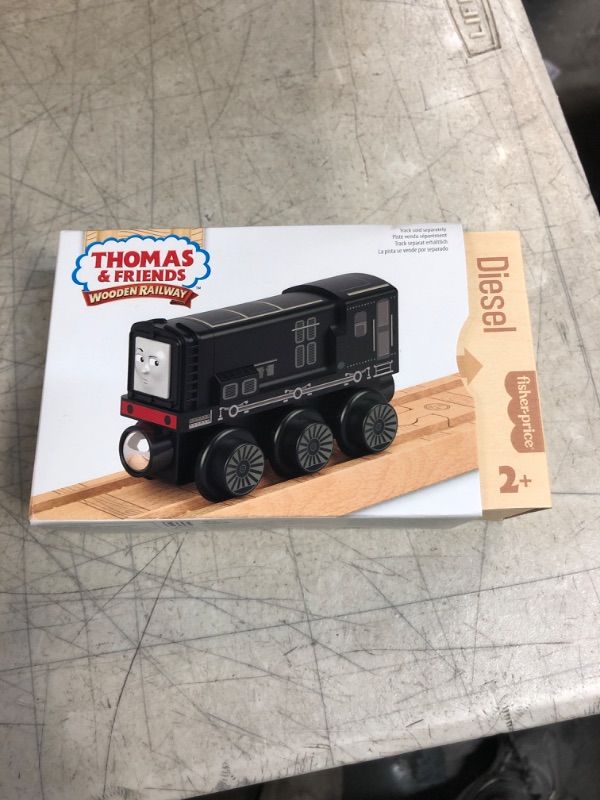 THOMAS
& FRIENDS
WOODEN RAILWAY
Track sold separately
Piste vendu séparément
Track separat erhältlich
La pista se vende por separado
Diesel
fisher-price
2+